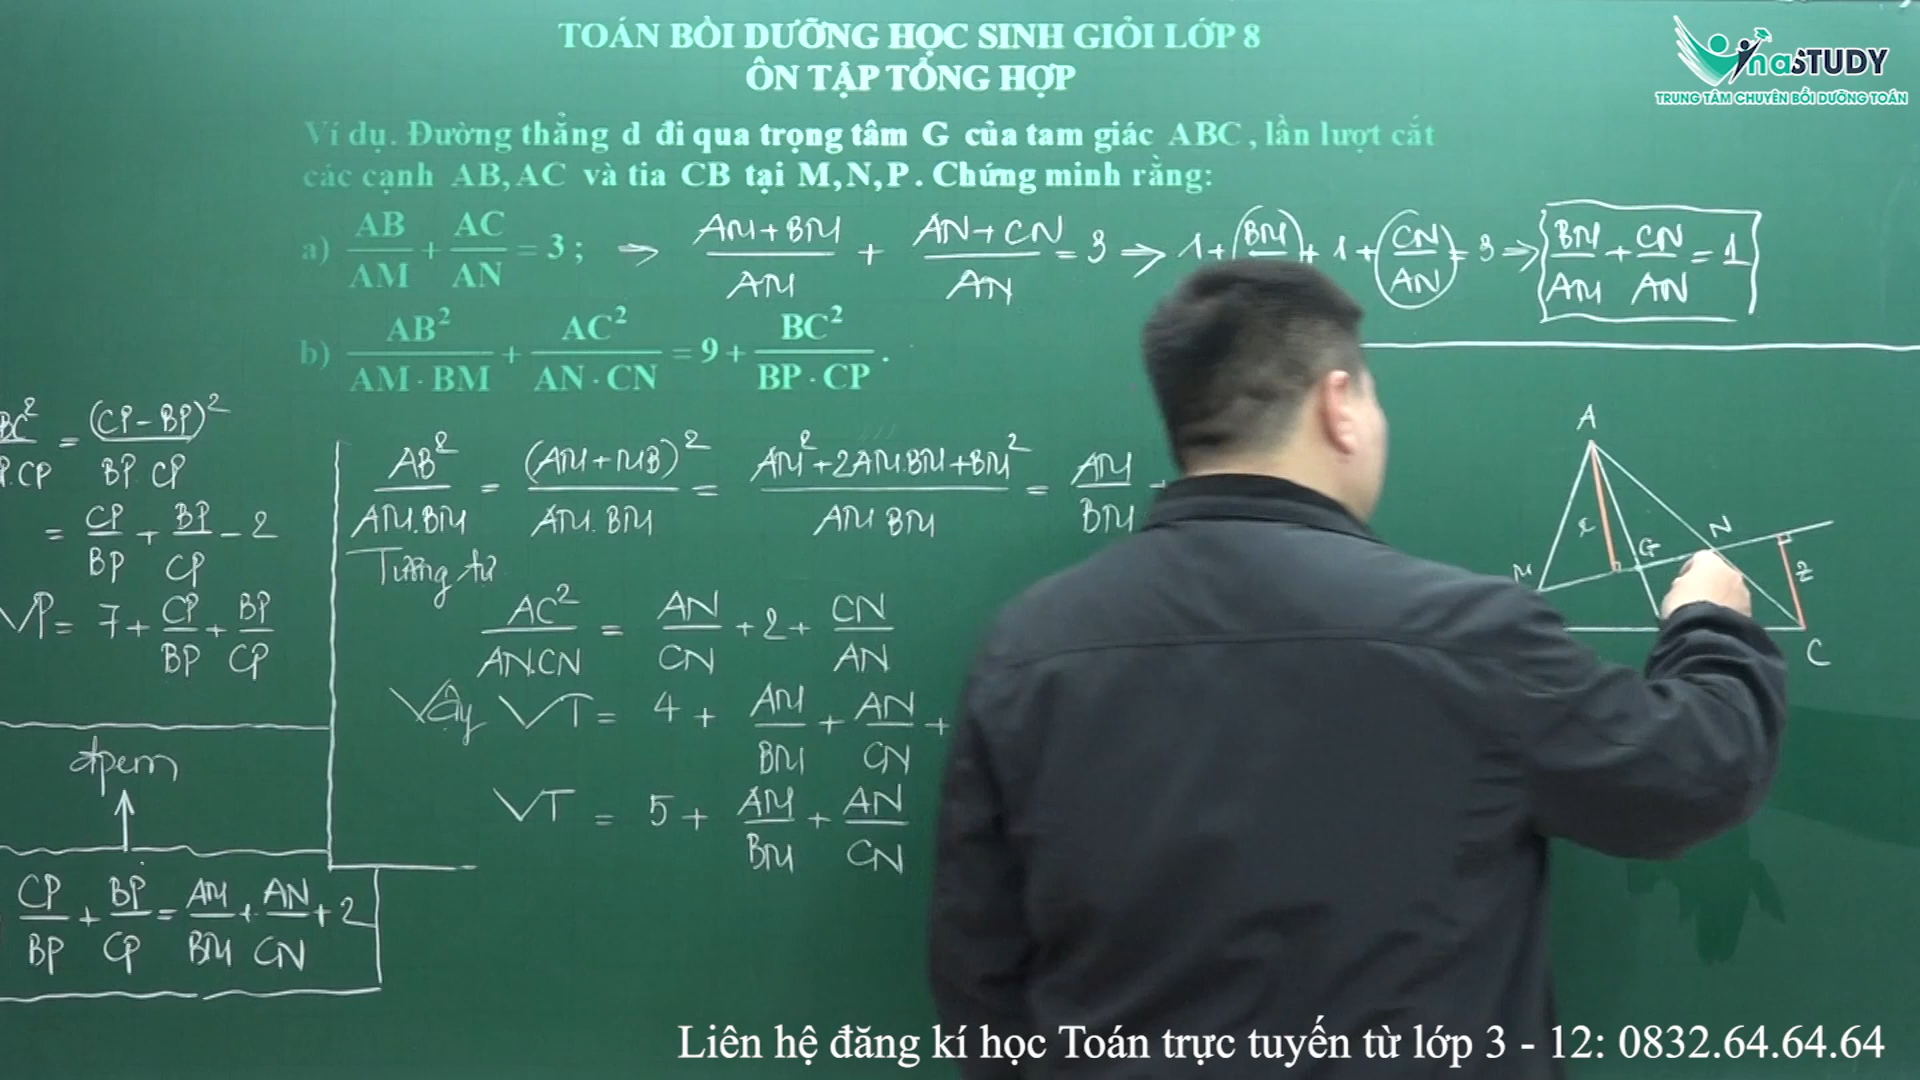 TOÁN BỒI DƯỠNG HỌC SINH GIỎI LỚP 8
ÔN TẬP TỔNG HỢP
naSTUDY
TRUNG TÂM CHUYÊN BỒI DƯỠNG TOÁN
Ví dụ. Đường thẳng d đi qua trọng tâm G của tam giác ABC, lần lượt cắt
các cạnh AB, AC và tia CB tại M, N, P. Chứng minh rằng:
a) AB/AM + AC/AN = 3; ⇒ (AM+BM)/AM + (AN+CN)/AN = 3 ⇒ 1 + BM + 1 + CN/AN = 3 ⇒ BM/AM + CN/AN = 1
b) AB²/(AM·BM) + AC²/(AN·CN) = 9 + BC²/(BP·CP).
BC²/P.CP = (CP-BP)²/(BP.CP)
= CP/BP + BP/CP - 2
VP = 7 + CP/BP + BP/CP
đpcm
↑
CP/BP + BP/CP = AM/BM + AN/CN + 2
AB²/(AM.BM) = (AM+MB)²/(AM.BM) = (AM²+2AM.BM+BM²)/(AM.BM) = AM/BM
Tương tự
AC²/(AN.CN) = AN/CN + 2 + CN/AN
Vậy VT = 4 + AM/BM + AN/CN +
VT = 5 + AM/BM + AN/CN
A
N
G
M
x
z
C
Liên hệ đăng kí học Toán trực tuyến từ lớp 3 - 12: 0832.64.64.64